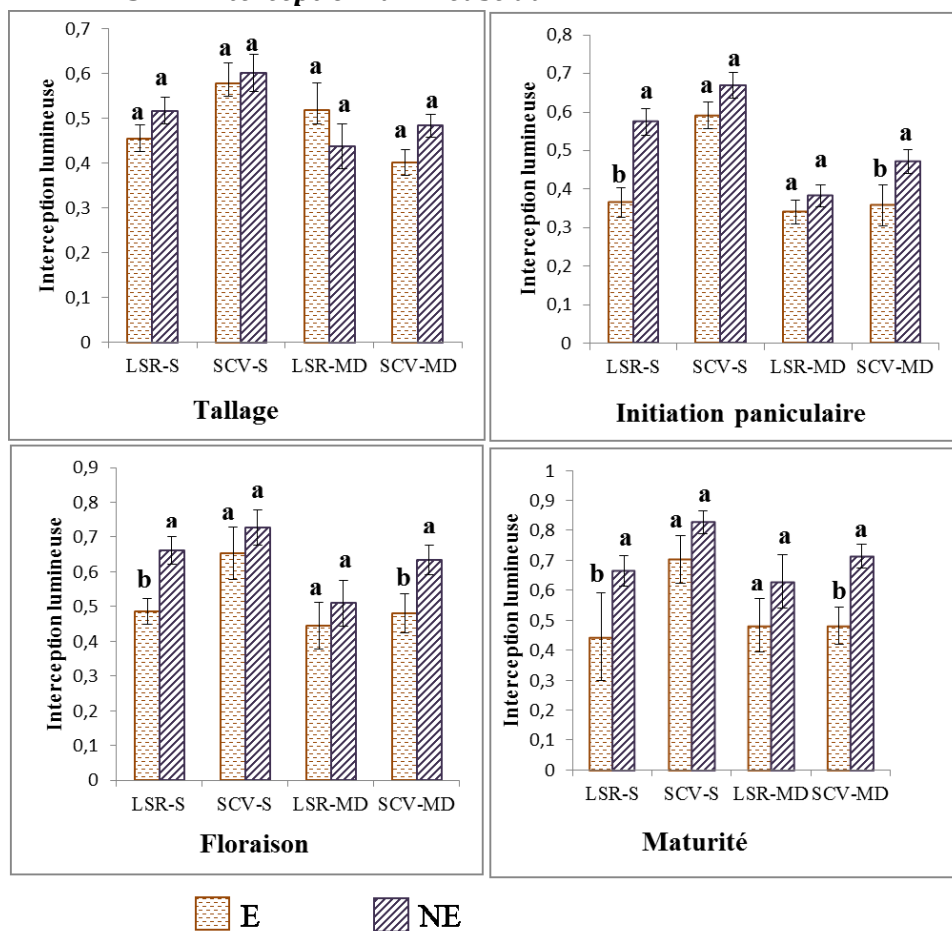 Interception lumineuse
0,7
0,6
0,5
0,4
0,3
0,2
0,1
0
a
a
a
a
a
a
a
a
LSR-S
SCV-S
LSR-MD
SCV-MD
Tallage
Interception lumineuse
0,8
0,7
0,6
0,5
0,4
0,3
0,2
0,1
0
b
a
a
a
a
a
b
a
LSR-S
SCV-S
LSR-MD
SCV-MD
Initiation paniculaire
Interception lumineuse
0,9
0,8
0,7
0,6
0,5
0,4
0,3
0,2
0,1
0
b
a
a
a
a
a
b
a
LSR-S
SCV-S
LSR-MD
SCV-MD
Floraison
Interception lumineuse
1
0,9
0,8
0,7
0,6
0,5
0,4
0,3
0,2
0,1
0
b
a
a
a
a
a
b
a
LSR-S
SCV-S
LSR-MD
SCV-MD
Maturité
E
NE